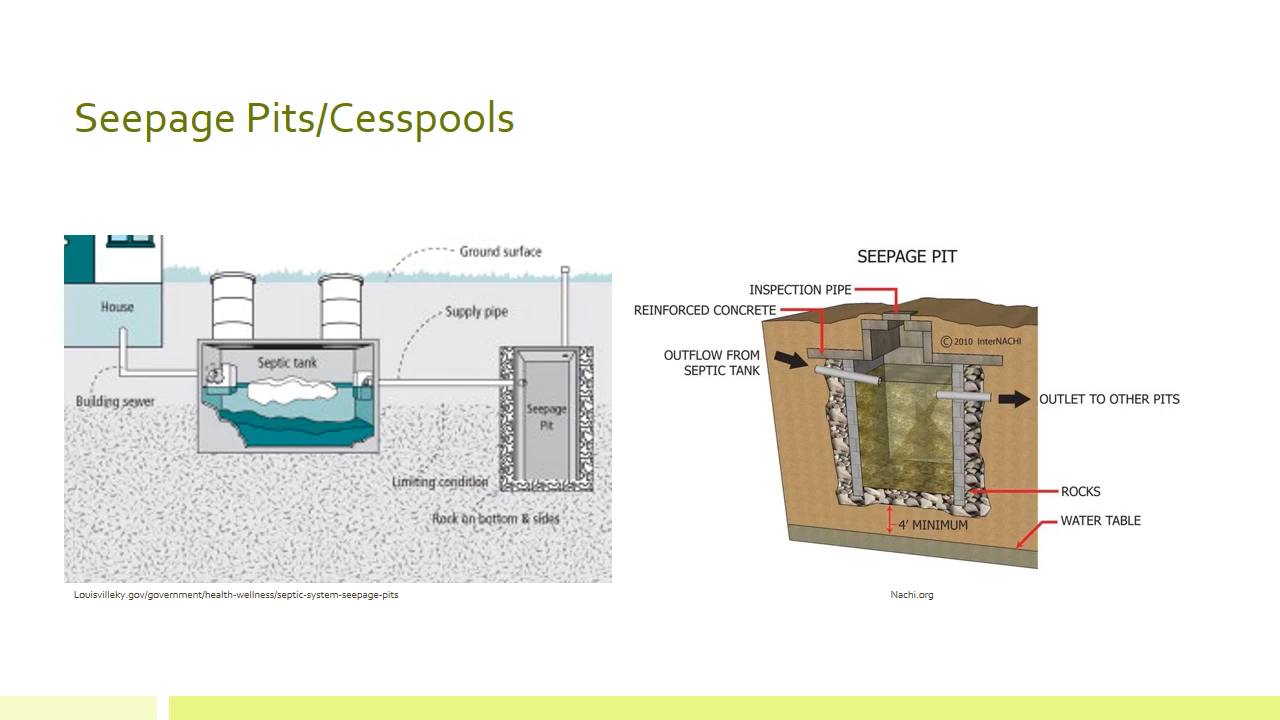 Seepage Pits/Cesspools
Ground surface
House
Supply pipe
Septic tank
Building sewer
Seepage
Pit
Limiting condition
Rock on bottom & sides
Louisvilleky.gov/government/health-wellness/septic-system-seepage-pits
SEEPAGE PIT
INSPECTION PIPE
REINFORCED CONCRETE
© 2010 InterNACHI
OUTFLOW FROM
SEPTIC TANK
OUTLET TO OTHER PITS
ROCKS
4' MINIMUM
WATER TABLE
Nachi.org